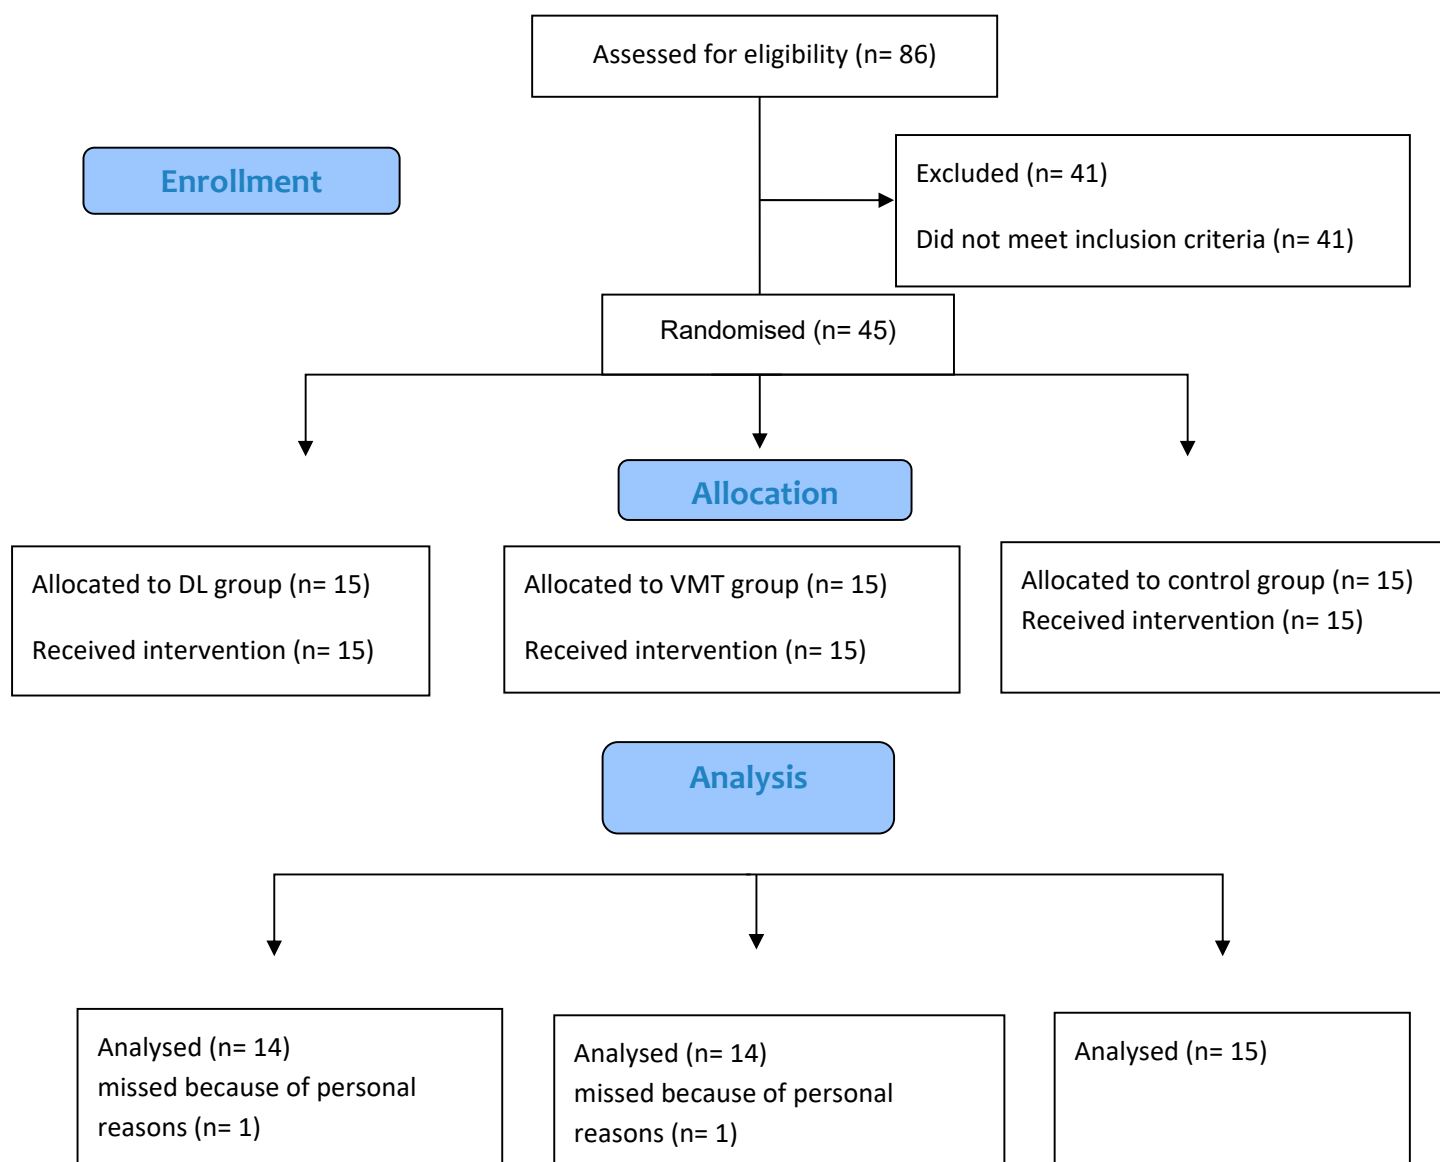 Assessed for eligibility (n= 86)
Enrollment
Excluded (n= 41)
Did not meet inclusion criteria (n= 41)
Randomised (n= 45)
Allocation
Allocated to DL group (n= 15)
Received intervention (n= 15)
Allocated to VMT group (n= 15)
Received intervention (n= 15)
Allocated to control group (n= 15)
Received intervention (n= 15)
Analysis
Analysed (n= 14)
missed because of personal
reasons (n= 1)
Analysed (n= 14)
missed because of personal
reasons (n= 1)
Analysed (n= 15)